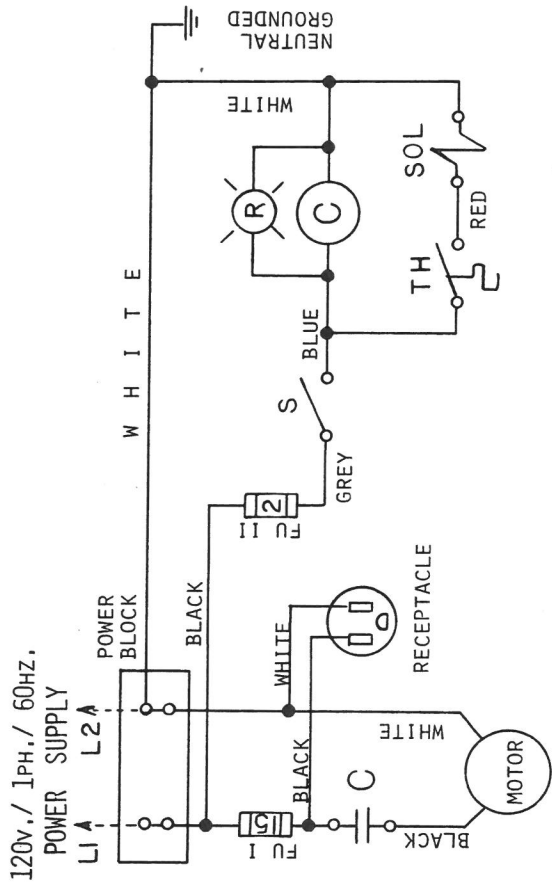 120v./ 1PH./ 60HZ.
POWER SUPPLY
L1
L2
POWER
BLOCK
WHITE
NEUTRAL
GROUNDED
BLACK
FU II
2
GREY
S
BLUE
R
C
WHITE
TH
RED
SOL
FU I
15
BLACK
WHITE
RECEPTACLE
C
BLACK
WHITE
MOTOR